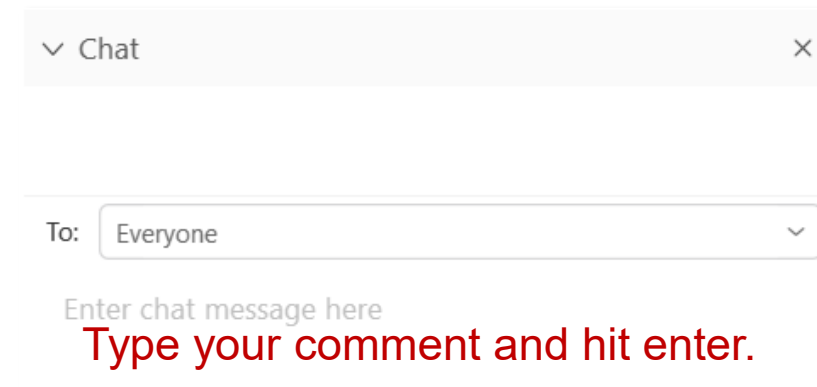 Chat
To: Everyone
Enter chat message here
Type your comment and hit enter.